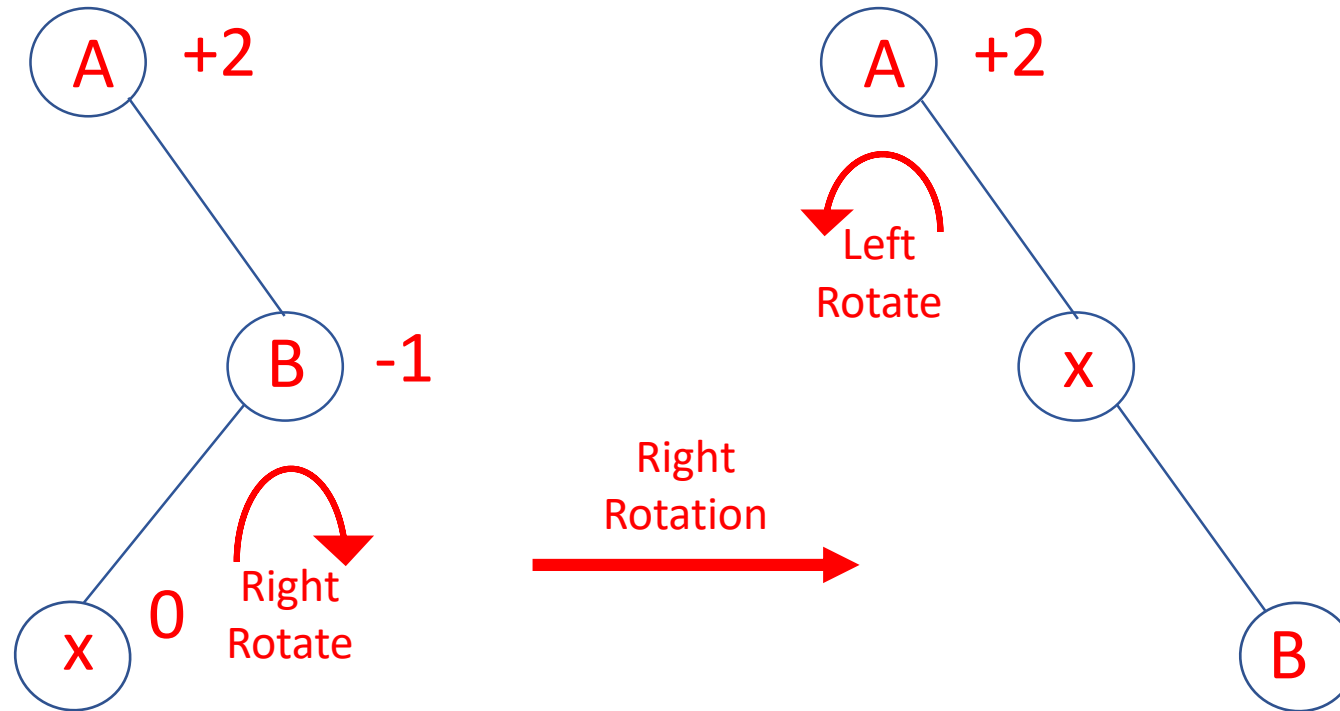 A +2
B -1
x 0
Right
Rotate
Right
Rotation
A +2
Left
Rotate
x
B